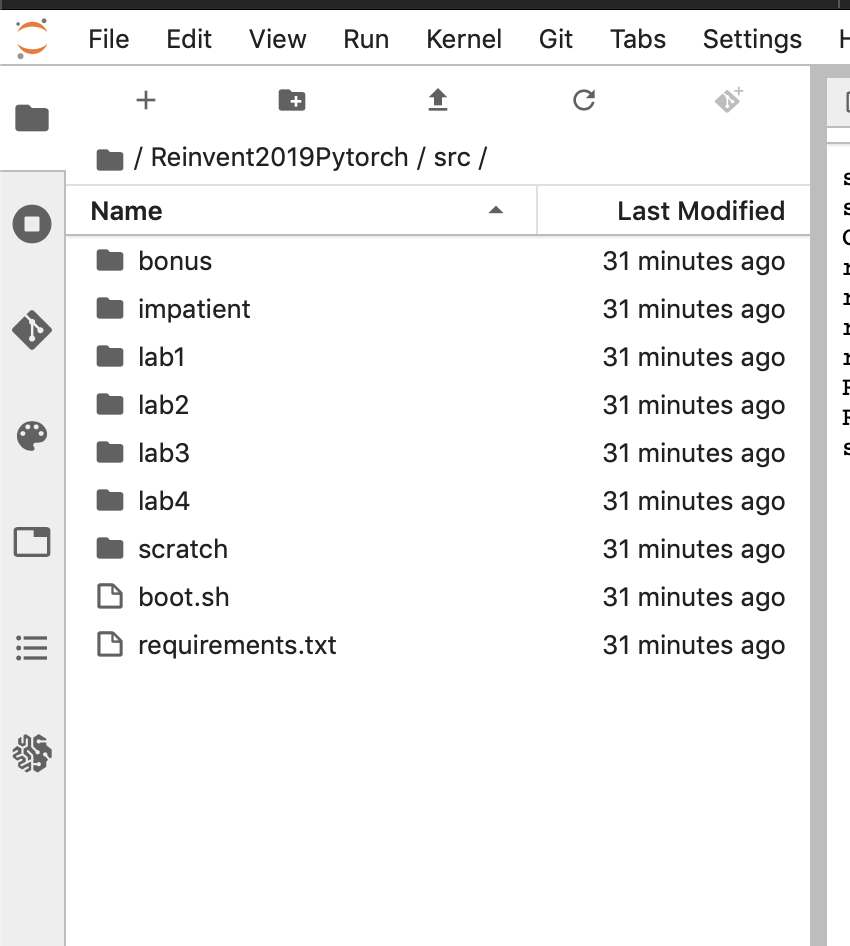 File Edit View Run Kernel Git Tabs Settings
/ Reinvent2019Pytorch / src /
Name Last Modified
bonus 31 minutes ago
impatient 31 minutes ago
lab1 31 minutes ago
lab2 31 minutes ago
lab3 31 minutes ago
lab4 31 minutes ago
scratch 31 minutes ago
boot.sh 31 minutes ago
requirements.txt 31 minutes ago